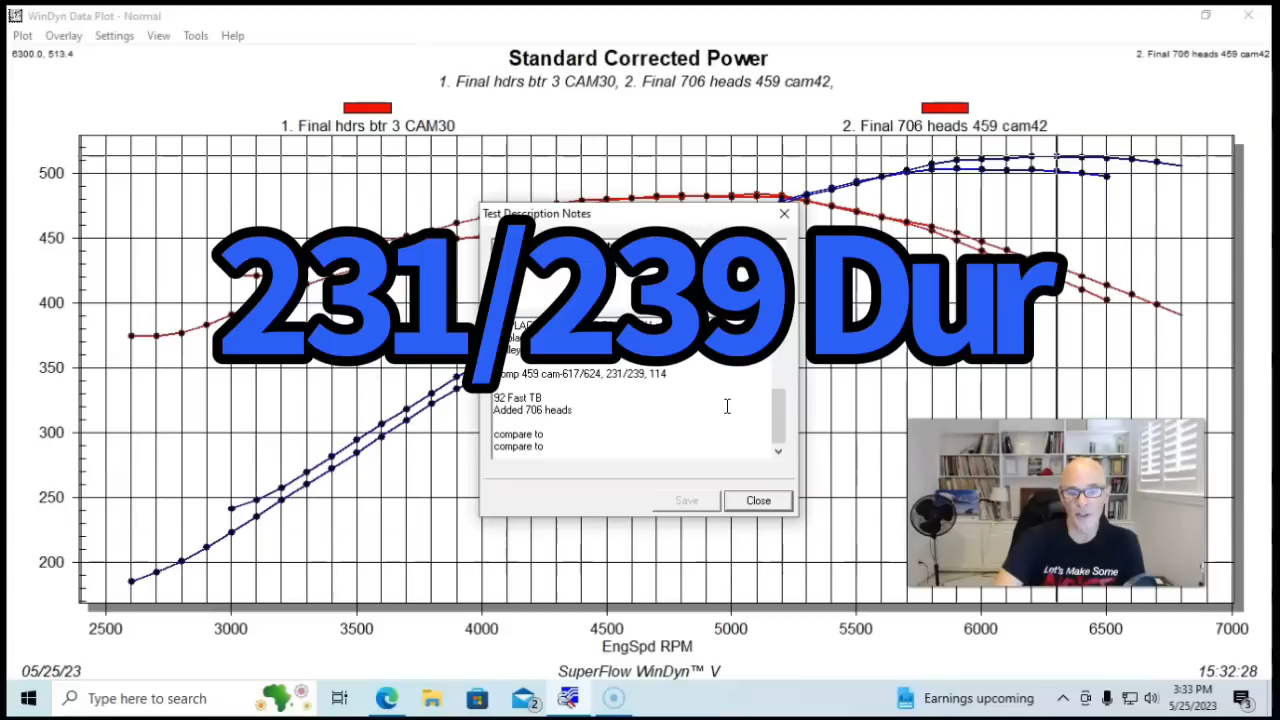 WinDyn Data Plot - Normal
Plot Overlay Settings View Tools Help
6300.0, 513.4
2. Final 706 heads 459 cam42
Standard Corrected Power
1. Final hdrs btr 3 CAM30, 2. Final 706 heads 459 cam42,
1. Final hdrs btr 3 CAM30
2. Final 706 heads 459 cam42
500
450
400
350
300
250
200
Test Description Notes
231/239 Dur
459 cam-617/624, 231/239, 114
92 Fast TB
Added 706 heads
compare to
compare to
Save Close
Let's Make Some
2500 3000 3500 4000 4500 5000 5500 6000 6500 7000
EngSpd RPM
05/25/23
SuperFlow WinDyn™ V
15:32:28
Type here to search
2
Earnings upcoming
3:33 PM
5/25/2023
3